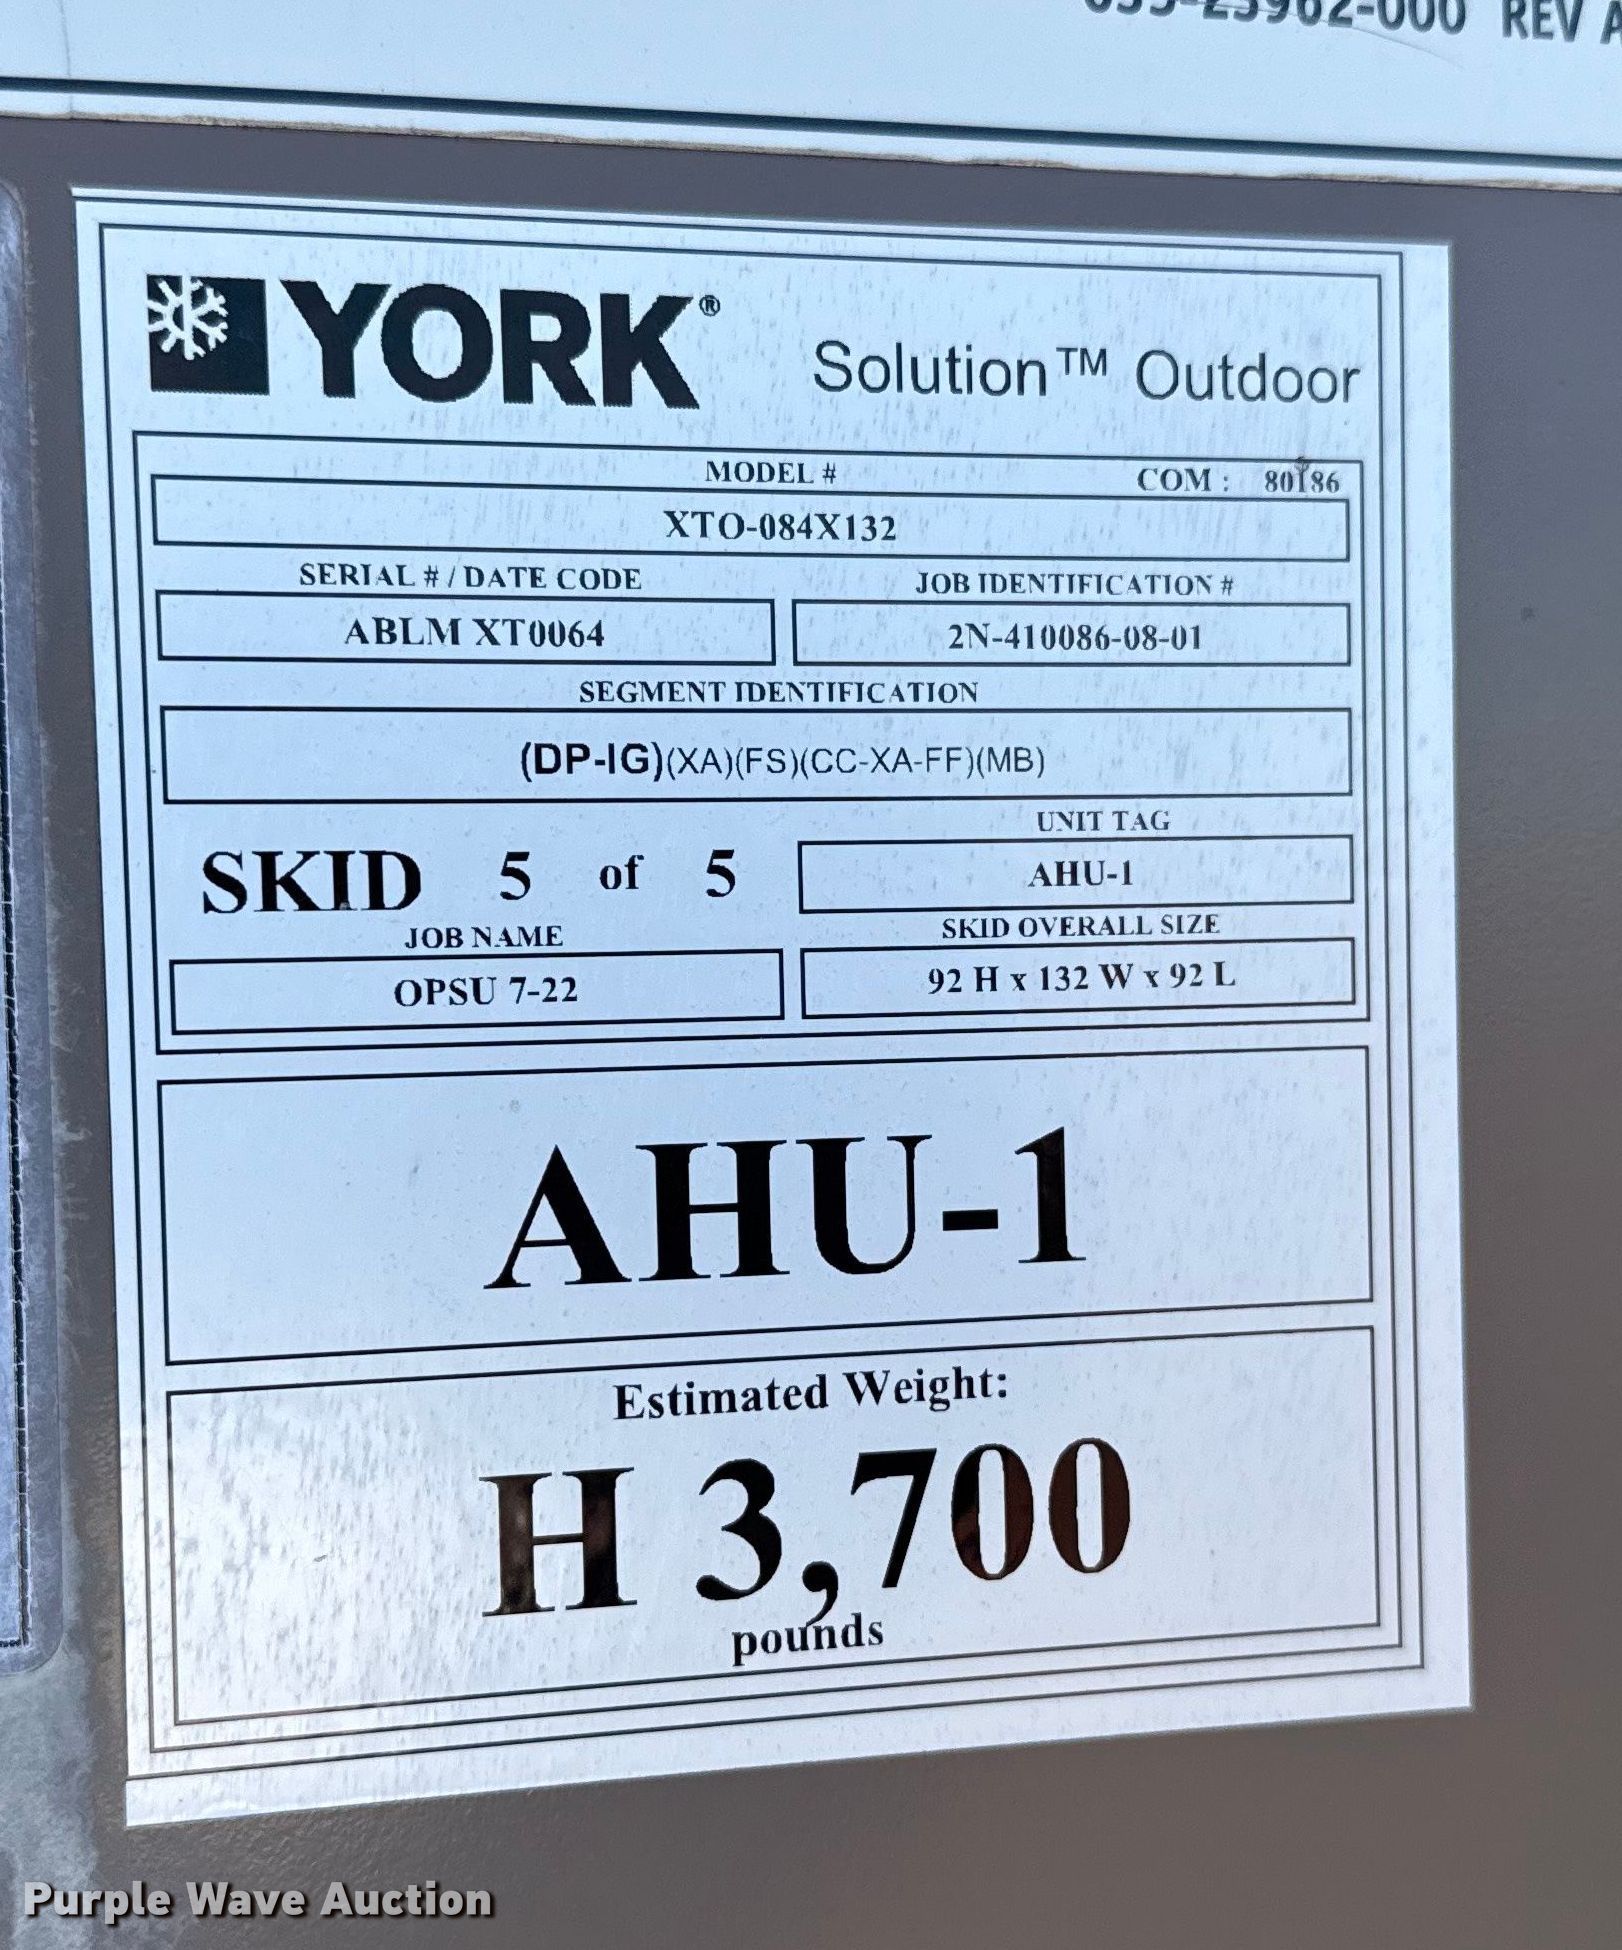 REV A
YORK® Solution™ Outdoor
MODEL # COM : 80186
XTO-084X132
SERIAL # / DATE CODE JOB IDENTIFICATION #
ABLM XT0064 2N-410086-08-01
SEGMENT IDENTIFICATION
(DP-IG)(XA)(FS)(CC-XA-FF)(MB)
SKID 5 of 5
UNIT TAG
AHU-1
JOB NAME SKID OVERALL SIZE
OPSU 7-22 92 H x 132 W x 92 L
AHU-1
Estimated Weight:
H 3,700
pounds
Purple Wave Auction